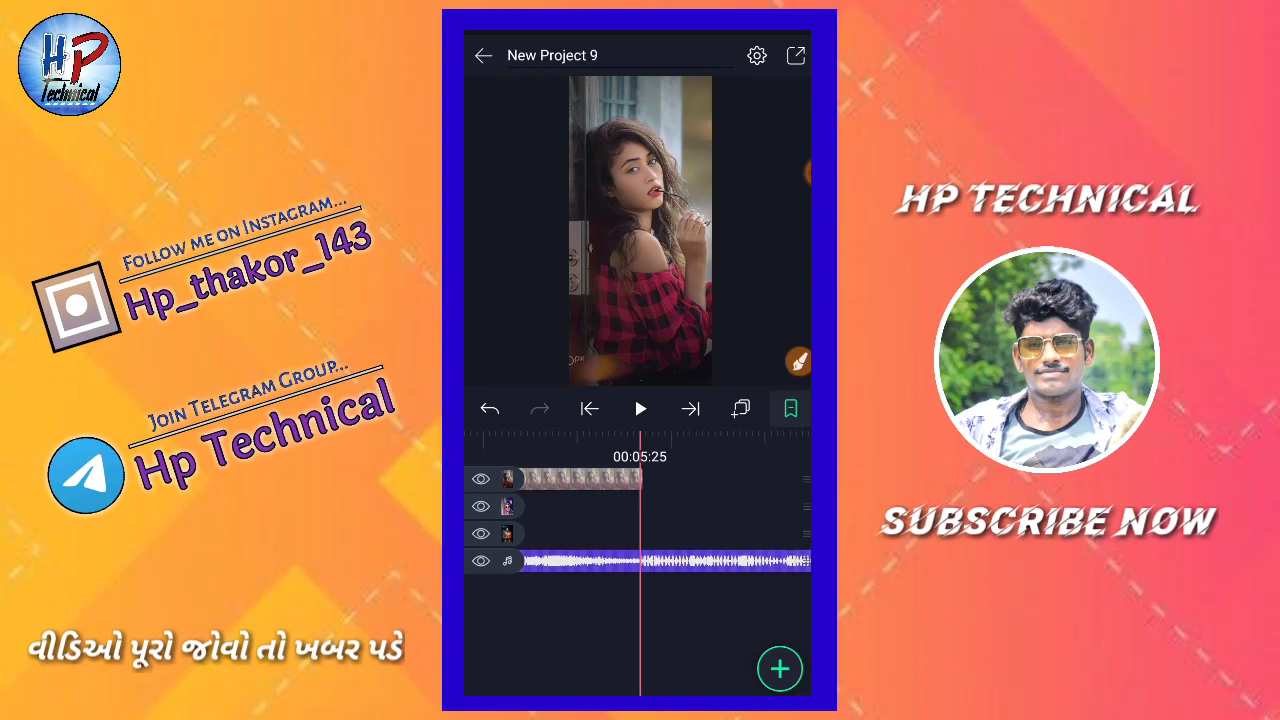 HP
Technical
FOLLOW ME ON INSTAGRAM...
Hp_thakor_143
JOIN TELEGRAM GROUP...
Hp Technical
વીડિઓ પૂરો જોવો તો ખબર પડે
New Project 9
px
00:05:25
HP TECHNICAL
SUBSCRIBE NOW